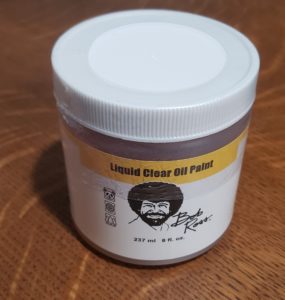 Liquid Clear Oil Paint
Bob
Ross.
237 ml 8 fl. oz.